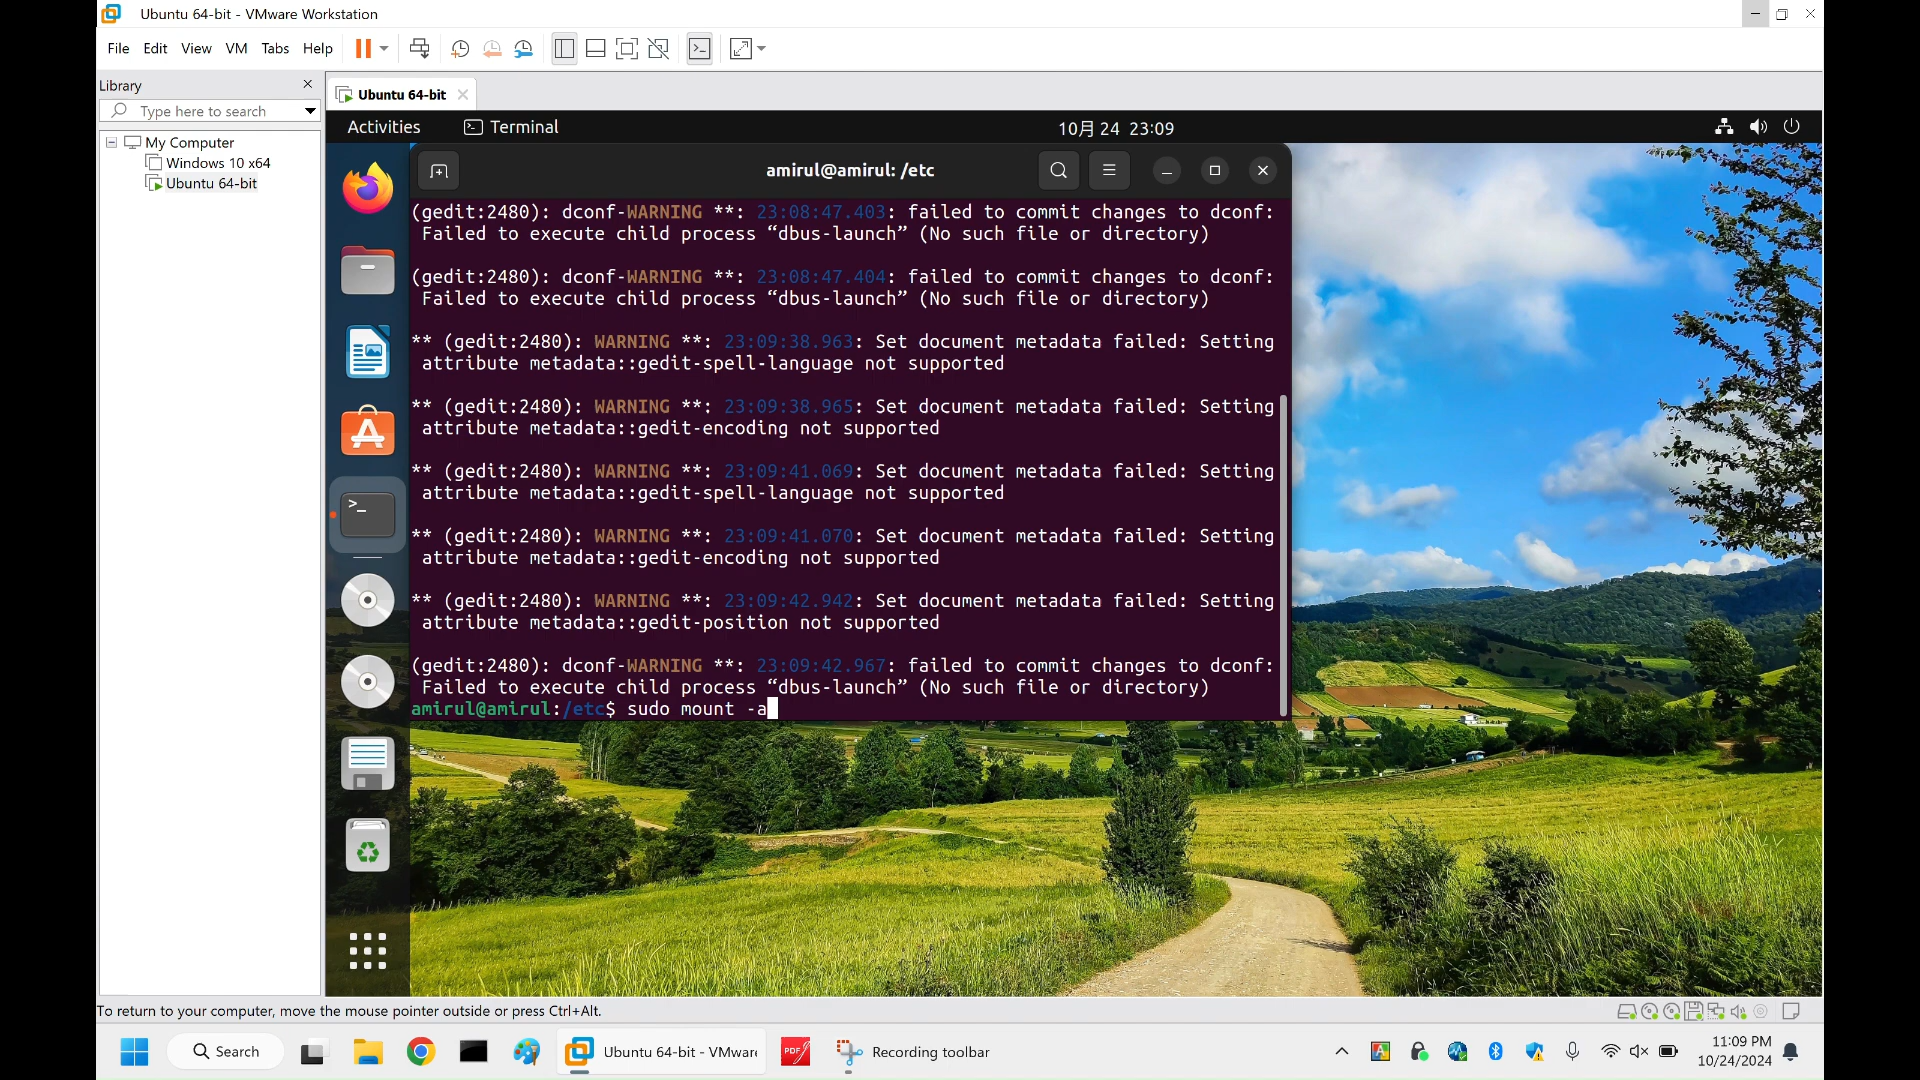 Ubuntu 64-bit - VMware Workstation
File Edit View VM Tabs Help
Library
Type here to search
My Computer
Windows 10 x64
Ubuntu 64-bit
Ubuntu 64-bit
Activities Terminal 10月 24 23:09
amirul@amirul: /etc
(gedit:2480): dconf-WARNING **: 23:08:47.403: failed to commit changes to dconf:
Failed to execute child process “dbus-launch” (No such file or directory)
(gedit:2480): dconf-WARNING **: 23:08:47.404: failed to commit changes to dconf:
Failed to execute child process “dbus-launch” (No such file or directory)
** (gedit:2480): WARNING **: 23:09:38.963: Set document metadata failed: Setting
attribute metadata::gedit-spell-language not supported
** (gedit:2480): WARNING **: 23:09:38.965: Set document metadata failed: Setting
attribute metadata::gedit-encoding not supported
** (gedit:2480): WARNING **: 23:09:41.069: Set document metadata failed: Setting
attribute metadata::gedit-spell-language not supported
** (gedit:2480): WARNING **: 23:09:41.070: Set document metadata failed: Setting
attribute metadata::gedit-encoding not supported
** (gedit:2480): WARNING **: 23:09:42.942: Set document metadata failed: Setting
attribute metadata::gedit-position not supported
(gedit:2480): dconf-WARNING **: 23:09:42.967: failed to commit changes to dconf:
Failed to execute child process “dbus-launch” (No such file or directory)
amirul@amirul:/etc$ sudo mount -a
To return to your computer, move the mouse pointer outside or press Ctrl+Alt.
Search
Ubuntu 64-bit - VMware
PDF
Recording toolbar
11:09 PM
10/24/2024